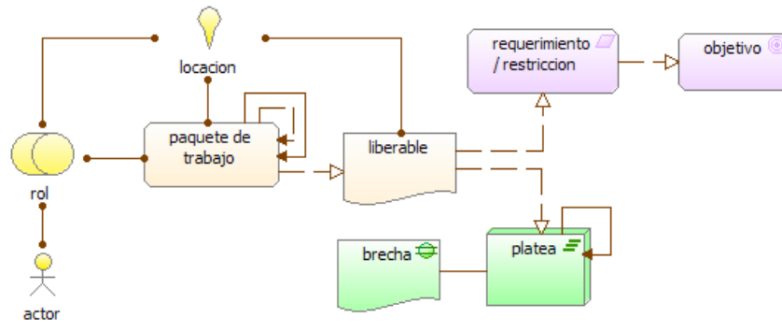 locacion
requerimiento
/ restriccion
objetivo
paquete de
trabajo
liberable
rol
brecha
platea
actor